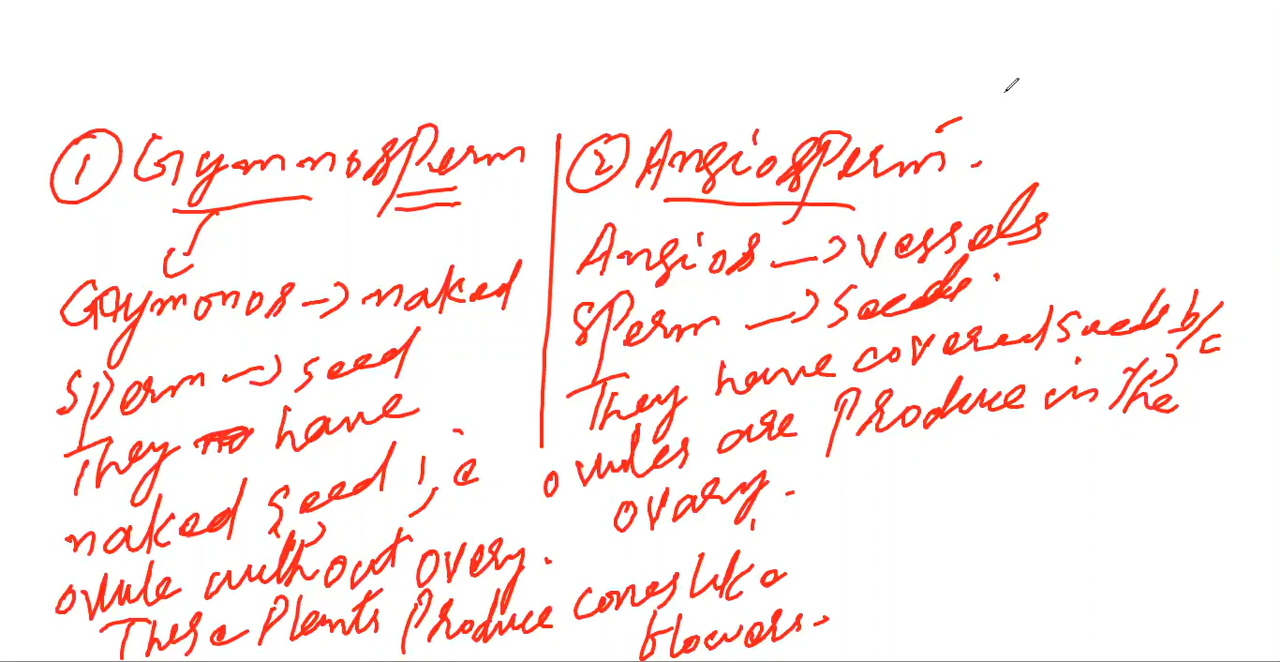 ① Gymnosperm
Gymonos → naked
sperm → seed
They have
naked seed i,e
ovule without overy.
These Plants Produce cones like
flowers.
② Angiosperm.
Angios → vessels
sperm → seeds.
They have covered seeds b/c
ovules are Produce in the
ovary.